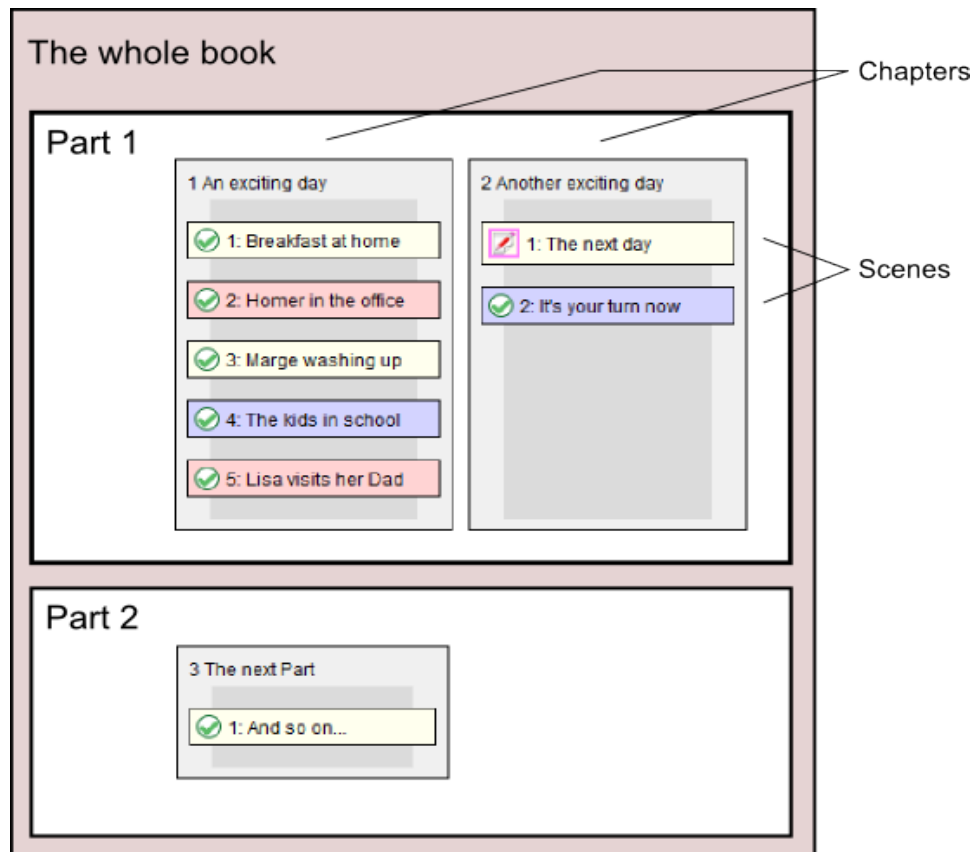 The whole book
Chapters
Part 1
1 An exciting day
1: Breakfast at home
2: Homer in the office
3: Marge washing up
4: The kids in school
5: Lisa visits her Dad
2 Another exciting day
1: The next day
2: It's your turn now
Scenes
Part 2
3 The next Part
1: And so on...